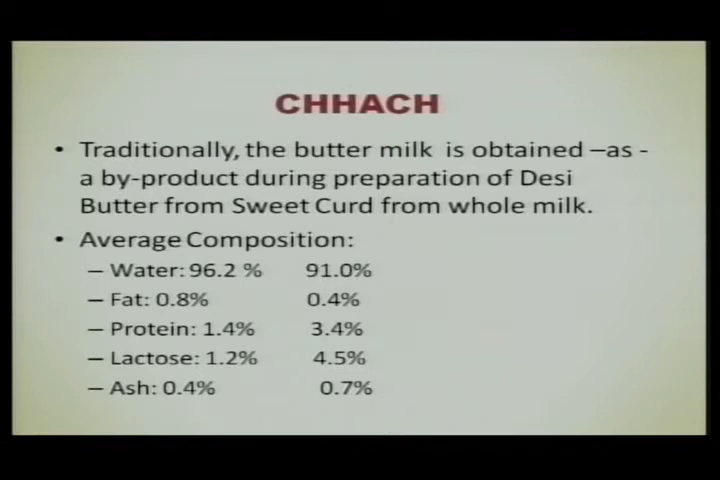 CHHACH
• Traditionally, the butter milk is obtained –as -
a by-product during preparation of Desi
Butter from Sweet Curd from whole milk.
• Average Composition:
– Water: 96.2 % 91.0%
– Fat: 0.8% 0.4%
– Protein: 1.4% 3.4%
– Lactose: 1.2% 4.5%
– Ash: 0.4% 0.7%